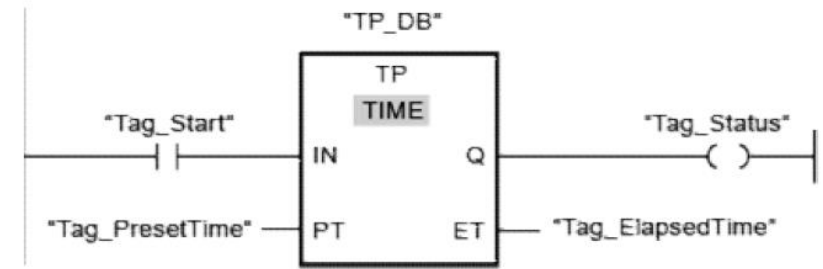 "TP_DB"
TP
TIME
"Tag_Start"
"Tag_Status"
IN
Q
"Tag_PresetTime"
PT
ET
"Tag_ElapsedTime"